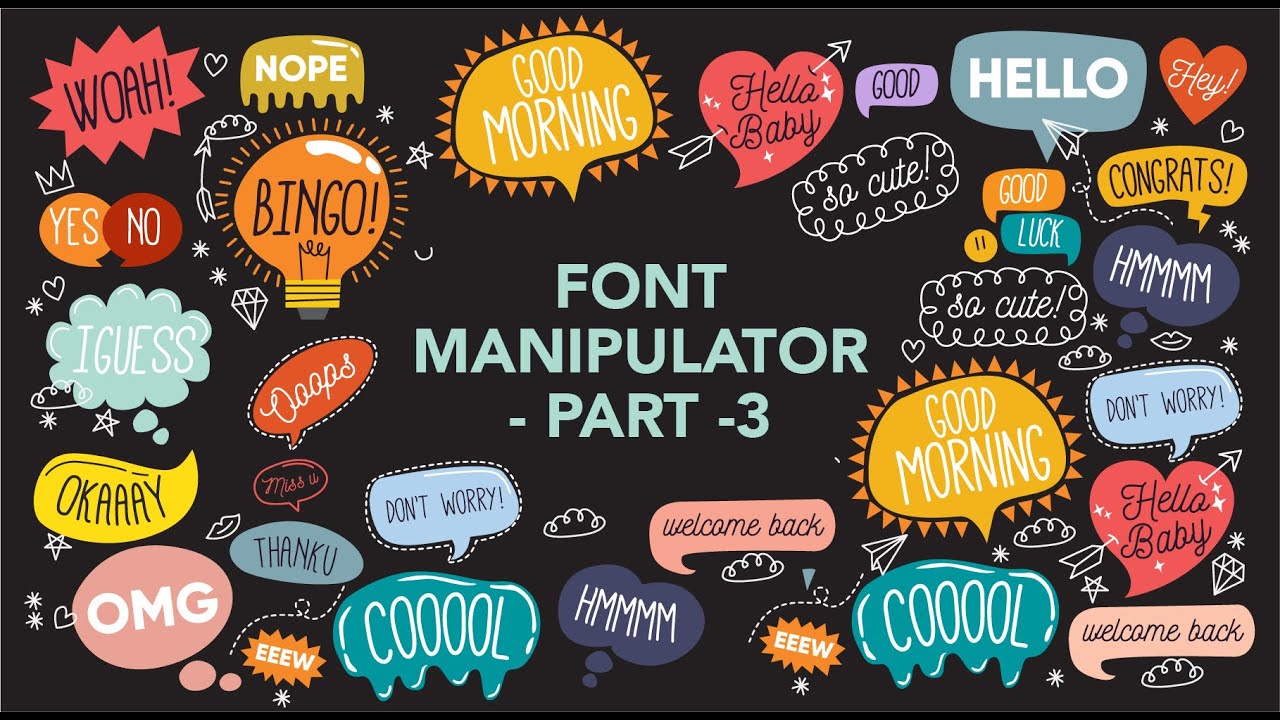 WOAH!
NOPE
GOOD
MORNING
Hello
Baby
GOOD
HELLO
Hey!
YES
NO
BINGO!
so cute!
GOOD
LUCK
CONGRATS!
HMMMM
so cute!
FONT
MANIPULATOR
- PART -3
IGUESS
Ooops
GOOD
MORNING
DON'T WORRY!
OKAAAY
Miss u
DON'T WORRY!
welcome back
Hello
Baby
THANKU
OMG
EEEW
COOOOL
HMMMM
EEEW
COOOOL
welcome back